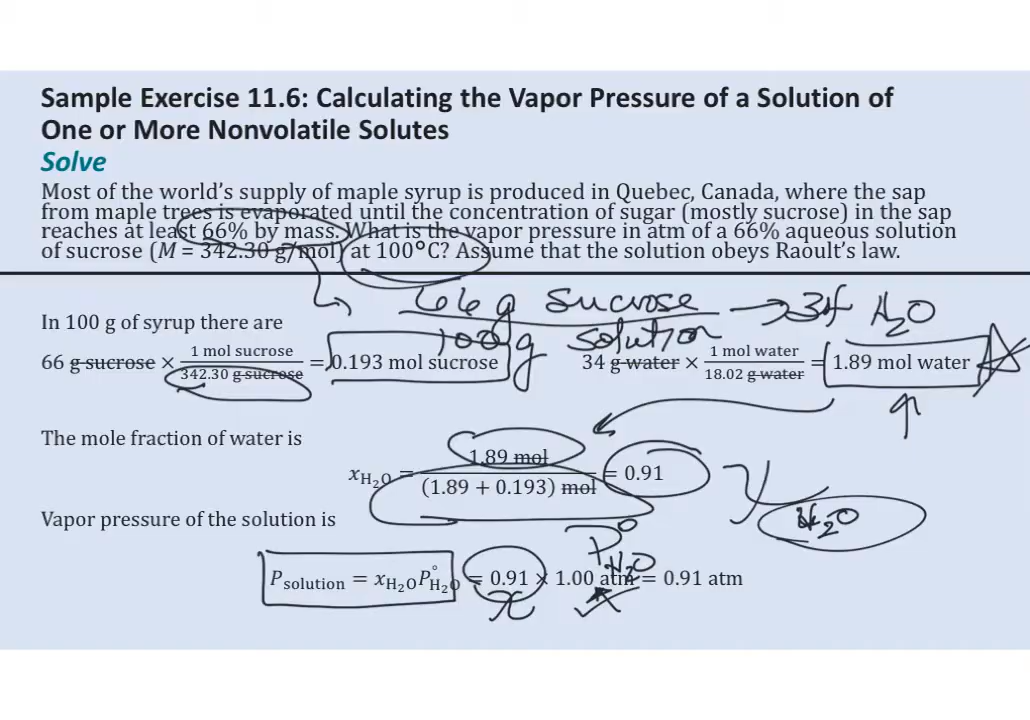 Sample Exercise 11.6: Calculating the Vapor Pressure of a Solution of
One or More Nonvolatile Solutes
Solve
Most of the world's supply of maple syrup is produced in Quebec, Canada, where the sap
from maple trees is evaporated until the concentration of sugar (mostly sucrose) in the sap
reaches at least 66% by mass. What is the vapor pressure in atm of a 66% aqueous solution
of sucrose (M = 342.30 g/mol) at 100°C? Assume that the solution obeys Raoult's law.
66 g sucrose → 34 H₂O
100 g solution
In 100 g of syrup there are
66 g sucrose × 1 mol sucrose / 342.30 g sucrose = 0.193 mol sucrose
34 g water × 1 mol water / 18.02 g water = 1.89 mol water
The mole fraction of water is
x_H₂O = 1.89 mol / (1.89 + 0.193) mol = 0.91
H₂O
Vapor pressure of the solution is
P°H₂O
P_solution = x_H₂O P°_H₂O = 0.91 × 1.00 atm = 0.91 atm
x